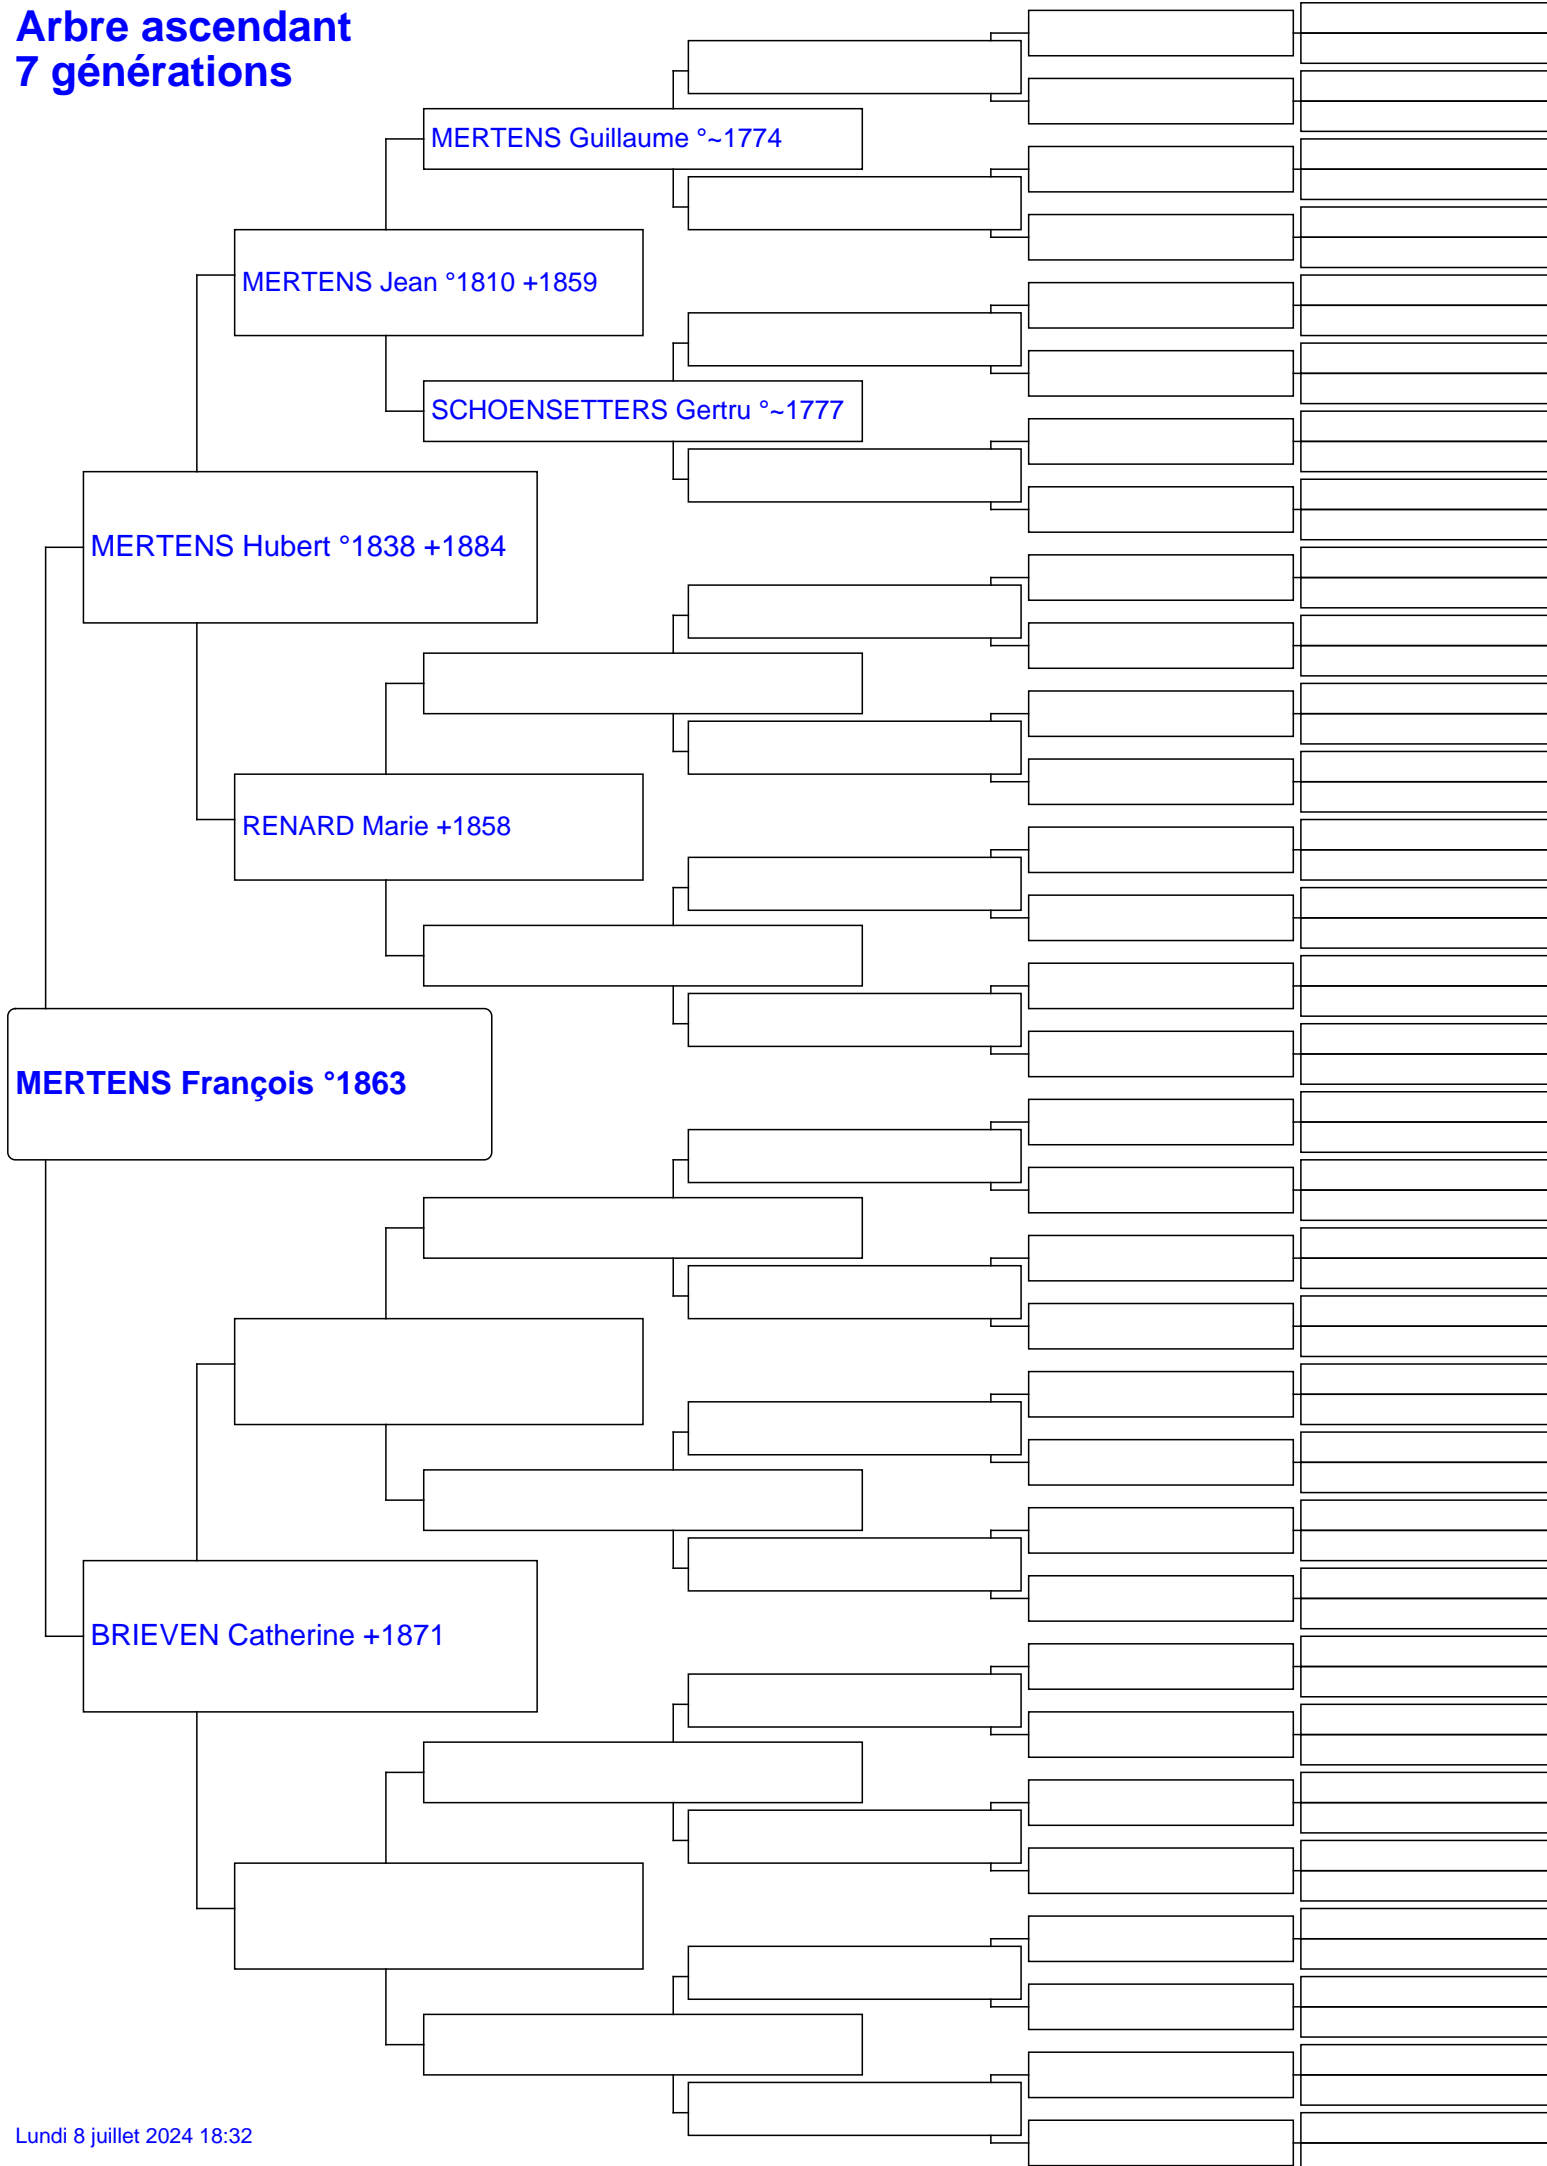 Arbre ascendant
7 générations
MERTENS Guillaume °~1774
MERTENS Jean °1810 +1859
SCHOENSETTERS Gertru °~1777
MERTENS Hubert °1838 +1884
RENARD Marie +1858
MERTENS François °1863
BRIEVEN Catherine +1871
Lundi 8 juillet 2024 18:32